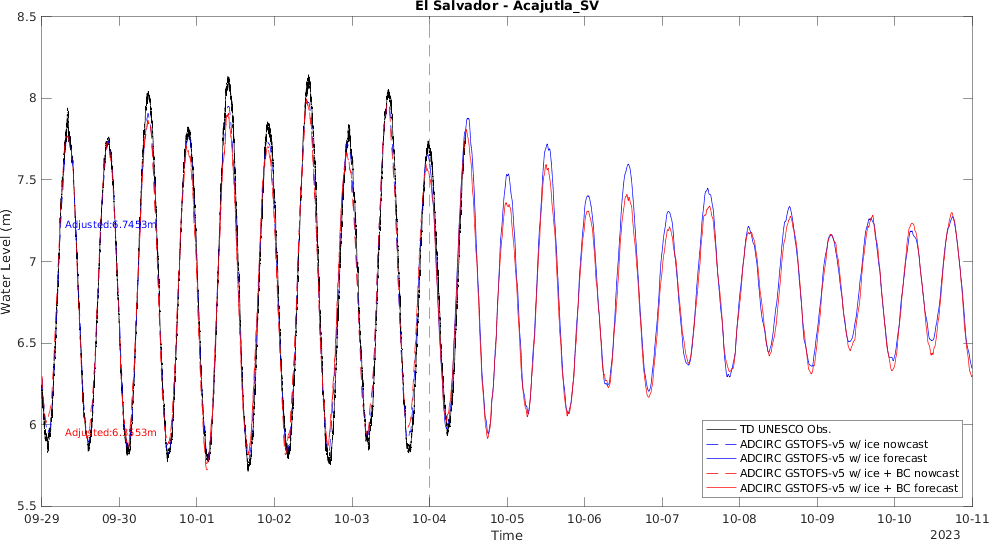 El Salvador - Acajutla_SV
8.5
8
7.5
7
6.5
6
5.5
Water Level (m)
Adjusted:6.7453m
TD UNESCO Obs.
ADCIRC GSTOFS-v5 w/ ice nowcast
ADCIRC GSTOFS-v5 w/ ice forecast
ADCIRC GSTOFS-v5 w/ ice + BC nowcast
ADCIRC GSTOFS-v5 w/ ice + BC forecast
09-29 09-30 10-01 10-02 10-03 10-04 10-05 10-06 10-07 10-08 10-09 10-10 10-11
Time
2023